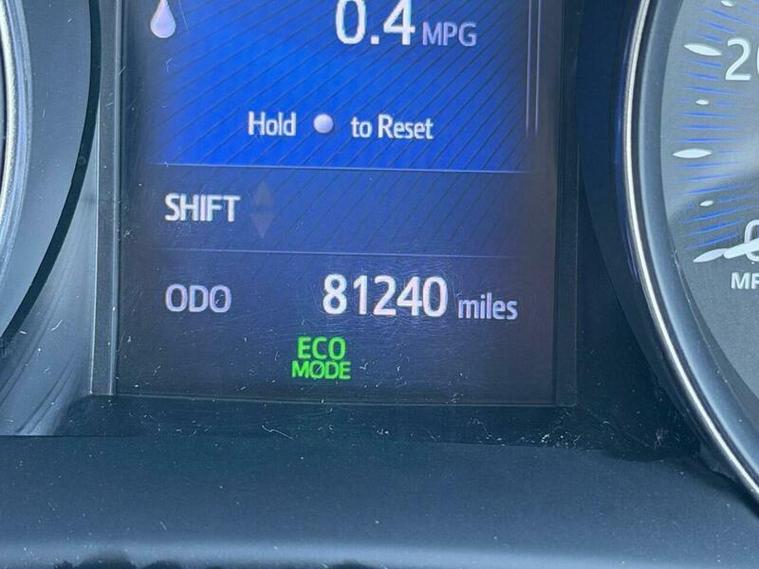 0.4 MPG
Hold to Reset
SHIFT
ODO 81240 miles
ECO
MODE